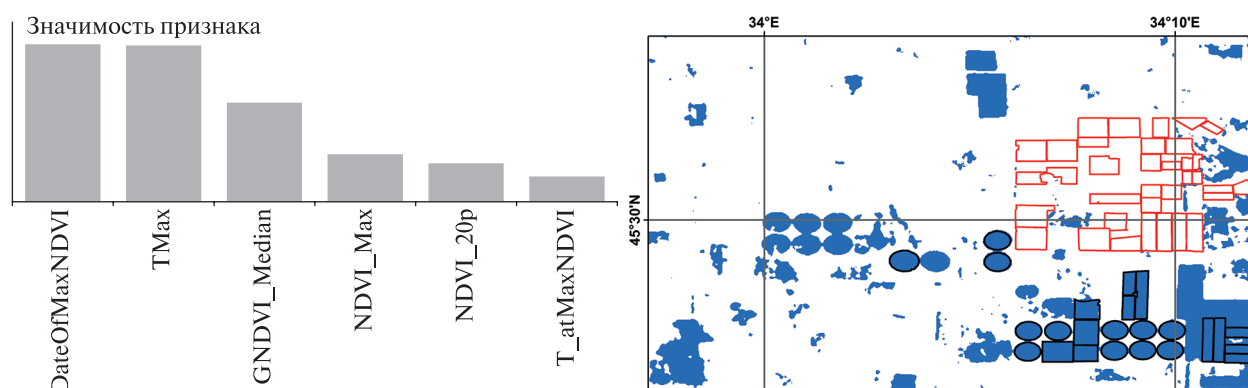 Значимость признака
DateOfMaxNDVI
TMax
GNDVI_Median
NDVI_Max
NDVI_20p
T_atMaxNDVI
34°E
34°10'E
45°30'N